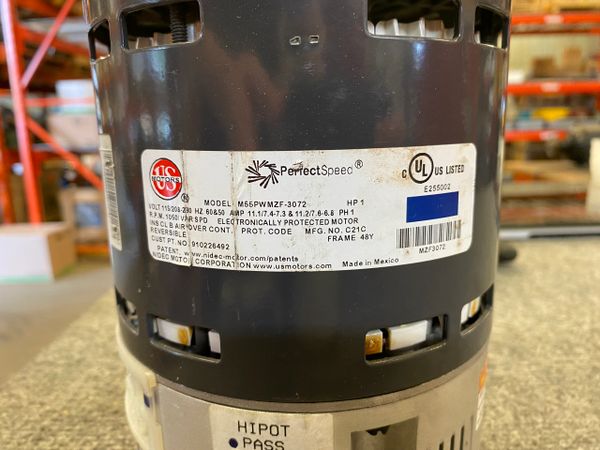 US
MOTORS
®
PerfectSpeed®
C UL US LISTED
E255002
MODEL M55PWMZF-3072 HP 1
VOLT 115/208-230 HZ 60&50 AMP 11.1/7.4-7.3 & 11.2/7.6-6.8 PH 1
R.P.M. 1050/VAR SPD ELECTRONICALLY PROTECTED MOTOR
INS CL B AIR OVER CONT. PROT. CODE MFG. NO. C21C
REVERSIBLE FRAME 48Y
CUST PT. NO. 910226492
PATENT www.nidec-motor.com/patents
NIDEC MOTOR CORPORATION www.usmotors.com Made in Mexico
MZF3072
HIPOT
PASS